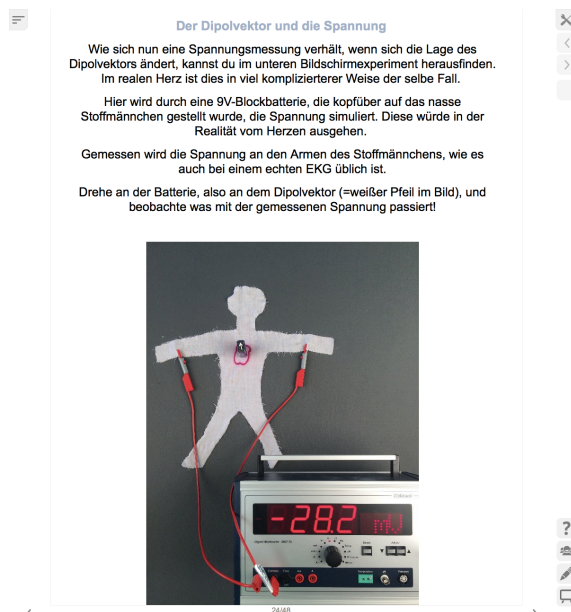 Der Dipolvektor und die Spannung
Wie sich nun eine Spannungsmessung verhält, wenn sich die Lage des
Dipolvektors ändert, kannst du im unteren Bildschirmexperiment herausfinden.
Im realen Herz ist dies in viel komplizierterer Weise der selbe Fall.
Hier wird durch eine 9V-Blockbatterie, die kopfüber auf das nasse
Stoffmännchen gestellt wurde, die Spannung simuliert. Diese würde in der
Realität vom Herzen ausgehen.
Gemessen wird die Spannung an den Armen des Stoffmännchens, wie es
auch bei einem echten EKG üblich ist.
Drehe an der Batterie, also an dem Dipolvektor (=weißer Pfeil im Bild), und
beobachte was mit der gemessenen Spannung passiert!
-28.2 mV
24/48